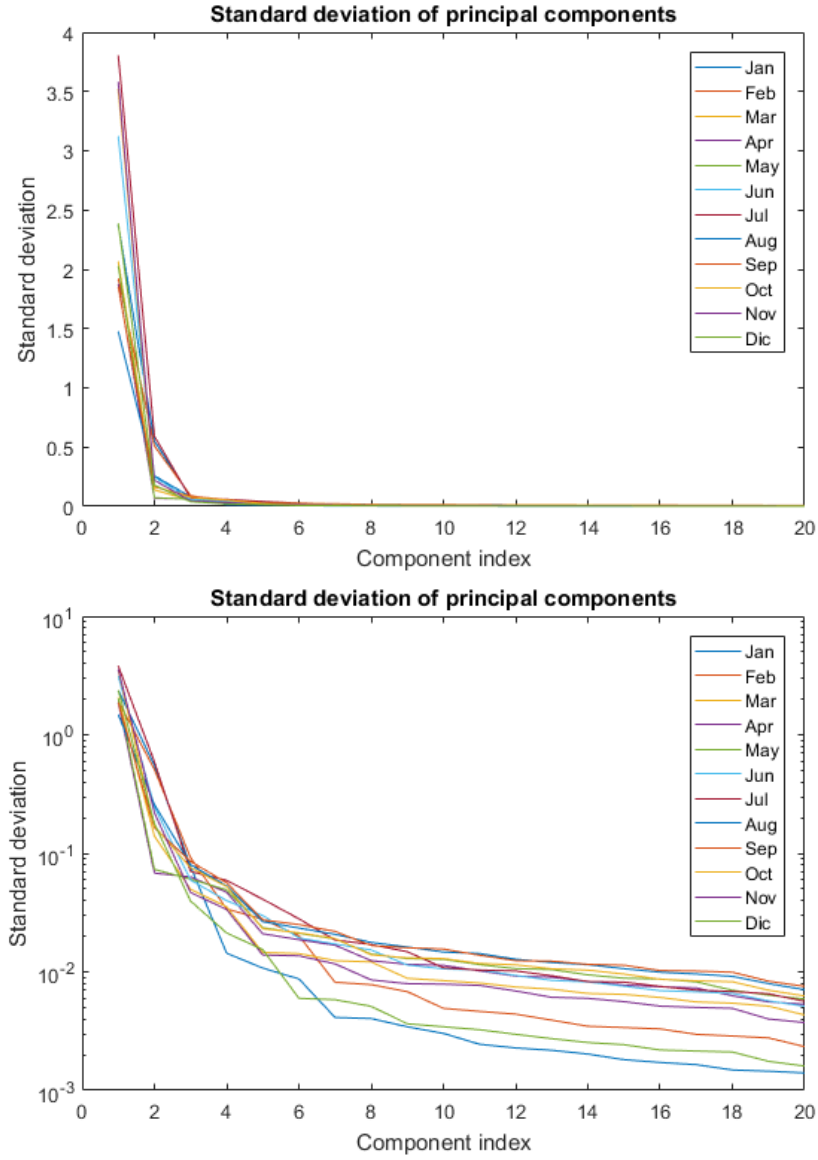 Standard deviation of principal components
4
3.5
3
2.5
2
1.5
1
0.5
0
Standard deviation
Jan
Feb
Mar
Apr
May
Jun
Jul
Aug
Sep
Oct
Nov
Dic
0 2 4 6 8 10 12 14 16 18 20
Component index
Standard deviation of principal components
10^1
10^0
10^-1
10^-2
10^-3
Standard deviation
Jan
Feb
Mar
Apr
May
Jun
Jul
Aug
Sep
Oct
Nov
Dic
0 2 4 6 8 10 12 14 16 18 20
Component index